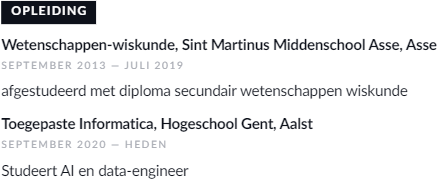 OPLEIDING
Wetenschappen-wiskunde, Sint Martinus Middenschool Asse, Asse
SEPTEMBER 2013 — JULI 2019
afgestudeerd met diploma secundair wetenschappen wiskunde
Toegepaste Informatica, Hogeschool Gent, Aalst
SEPTEMBER 2020 — HEDEN
Studeert AI en data-engineer